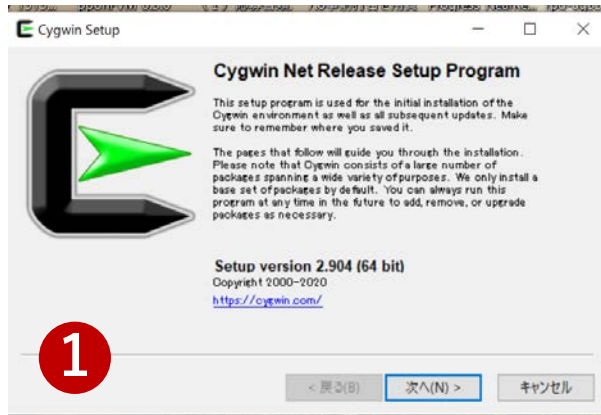 Cygwin Setup
Cygwin Net Release Setup Program
This setup program is used for the initial installation of the
Cygwin environment as well as all subsequent updates. Make
sure to remember where you saved it.
The pages that follow will guide you through the installation.
Please note that Cygwin consists of a large number of
packages spanning a wide variety of purposes. We only install a
base set of packages by default. You can always run this
program at any time in the future to add, remove, or upgrade
packages as necessary.
Setup version 2.904 (64 bit)
Copyright 2000-2020
https://cygwin.com/
1
< 戻る(B)
次へ(N) >
キャンセル